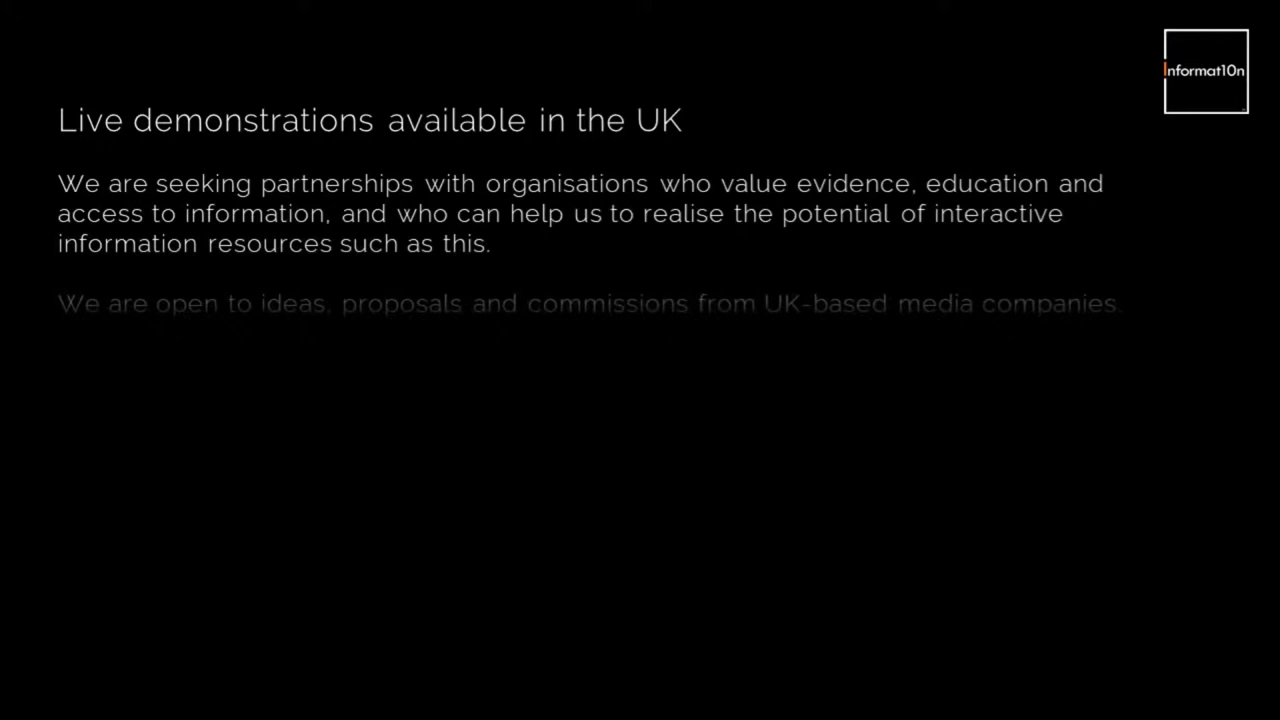 Informat10n
Live demonstrations available in the UK
We are seeking partnerships with organisations who value evidence, education and
access to information, and who can help us to realise the potential of interactive
information resources such as this.
We are open to ideas, proposals and commissions from UK-based media companies.